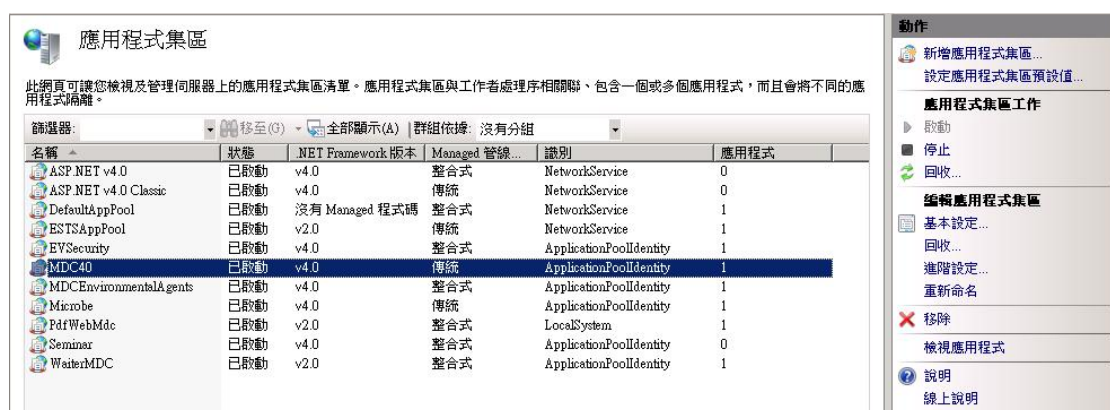 應用程式集區
此網頁可讓您檢視及管理伺服器上的應用程式集區清單。應用程式集區與工作者處理序相關聯、包含一個或多個應用程式，而且會將不同的應
用程式隔離。
篩選器: 移至(G) 全部顯示(A) 群組依據: 沒有分組
名稱 狀態 .NET Framework 版本 Managed 管線... 識別 應用程式
ASP.NET v4.0 已啟動 v4.0 整合式 NetworkService 0
ASP.NET v4.0 Classic 已啟動 v4.0 傳統 NetworkService 0
DefaultAppPool 已啟動 沒有 Managed 程式碼 整合式 NetworkService 1
ESTSAppPool 已啟動 v2.0 傳統 NetworkService 1
EVSecurity 已啟動 v4.0 整合式 ApplicationPoolIdentity 1
MDC40 已啟動 v4.0 傳統 ApplicationPoolIdentity 1
MDCEnvironmentalAgents 已啟動 v4.0 整合式 ApplicationPoolIdentity 1
Microbe 已啟動 v4.0 傳統 ApplicationPoolIdentity 1
PdfWebMdc 已啟動 v2.0 整合式 LocalSystem 1
Seminar 已啟動 v4.0 整合式 ApplicationPoolIdentity 0
WaiterMDC 已啟動 v2.0 整合式 ApplicationPoolIdentity 1
動作
新增應用程式集區...
設定應用程式集區預設值...
應用程式集區工作
啟動
停止
回收...
編輯應用程式集區
基本設定...
回收...
進階設定...
重新命名
移除
檢視應用程式
說明
線上說明